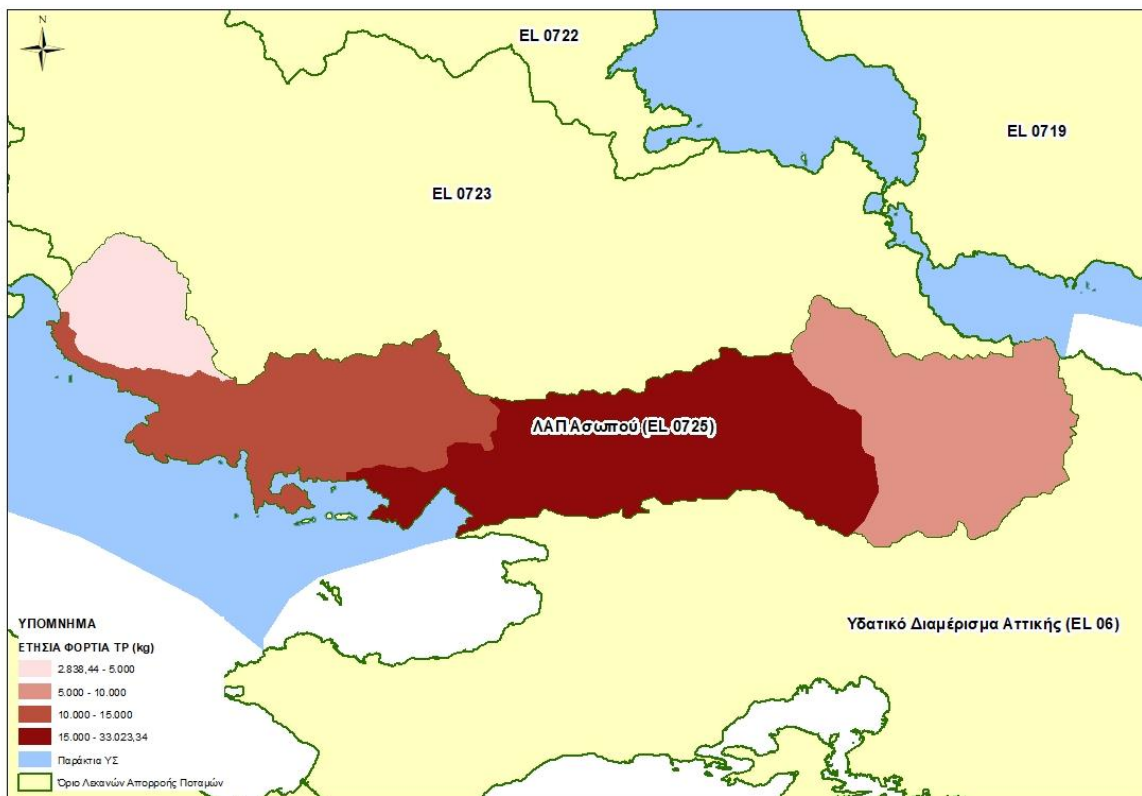 N
EL 0722
EL 0719
EL 0723
ΛΑΠ Ασωπού (EL 0725)
Υδατικό Διαμέρισμα Αττικής (EL 06)
ΥΠΟΜΝΗΜΑ
ΕΤΗΣΙΑ ΦΟΡΤΙΑ TP (kg)
2.838,44 - 5.000
5.000 - 10.000
10.000 - 15.000
15.000 - 33.023,34
Παράκτια ΥΣ
Όριο Λεκανών Απορροής Ποταμών